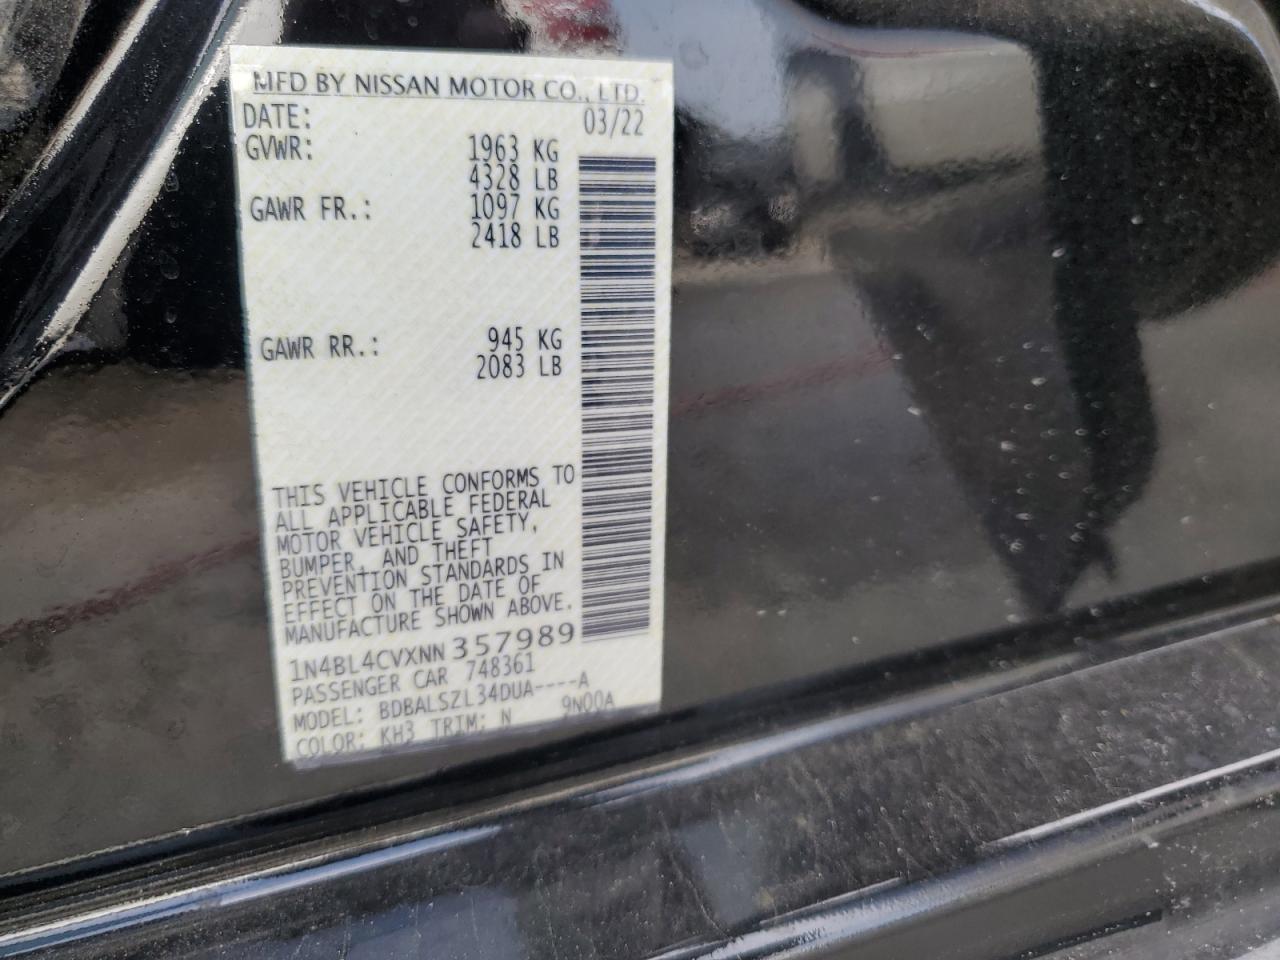 MFD BY NISSAN MOTOR CO., LTD.
DATE: 03/22
GVWR: 1963 KG
4328 LB
GAWR FR.: 1097 KG
2418 LB
GAWR RR.: 945 KG
2083 LB
THIS VEHICLE CONFORMS TO
ALL APPLICABLE FEDERAL
MOTOR VEHICLE SAFETY,
BUMPER, AND THEFT
PREVENTION STANDARDS IN
EFFECT ON THE DATE OF
MANUFACTURE SHOWN ABOVE.
1N4BL4CVXNN357989
PASSENGER CAR 748361
MODEL: BDBALSZL34DUA----A
COLOR: KH3 TRIM: N 9N00A